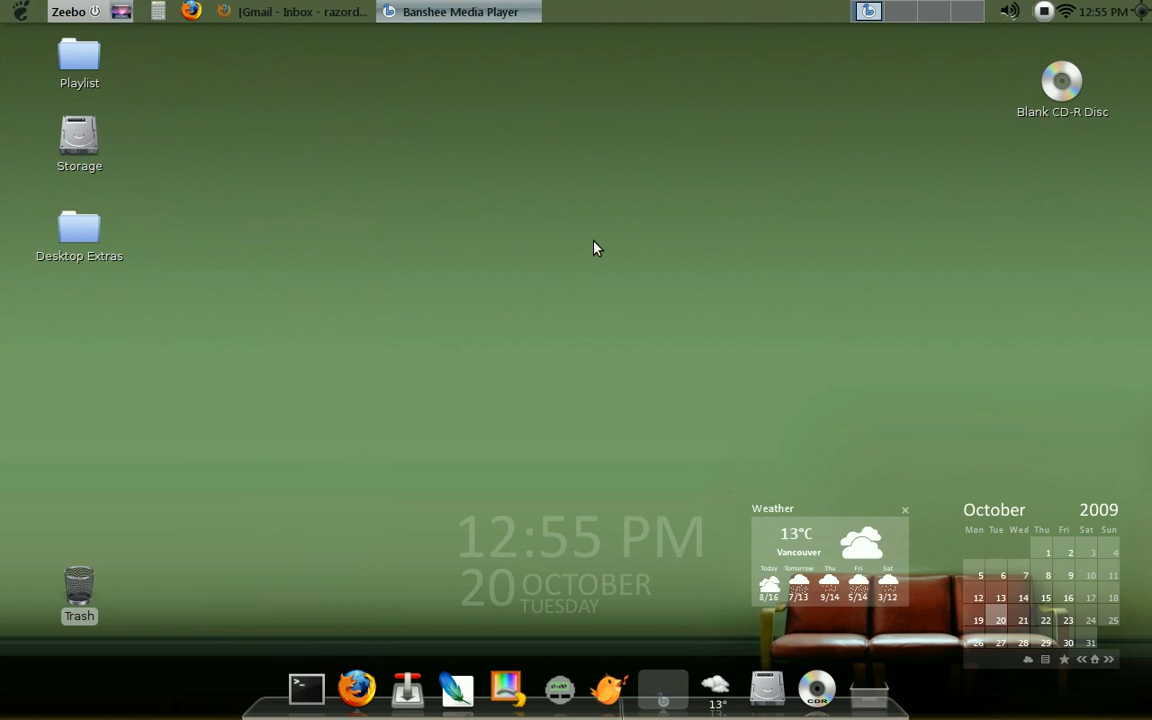 Zeebo [Gmail - Inbox - razord... Banshee Media Player 12:55 PM
Playlist
Blank CD-R Disc
Storage
Desktop Extras
Trash
12:55 PM
20 OCTOBER
TUESDAY
Weather
13°C
Vancouver
Today Tomorrow Thu Fri Sat
8/15 7/13 9/14 5/14 3/12
October 2009
Mon Tue Wed Thu Fri Sat Sun
1 2 3 4
5 6 7 8 9 10 11
12 13 14 15 16 17 18
19 20 21 22 23 24 25
26 27 28 29 30 31
13°
CDR